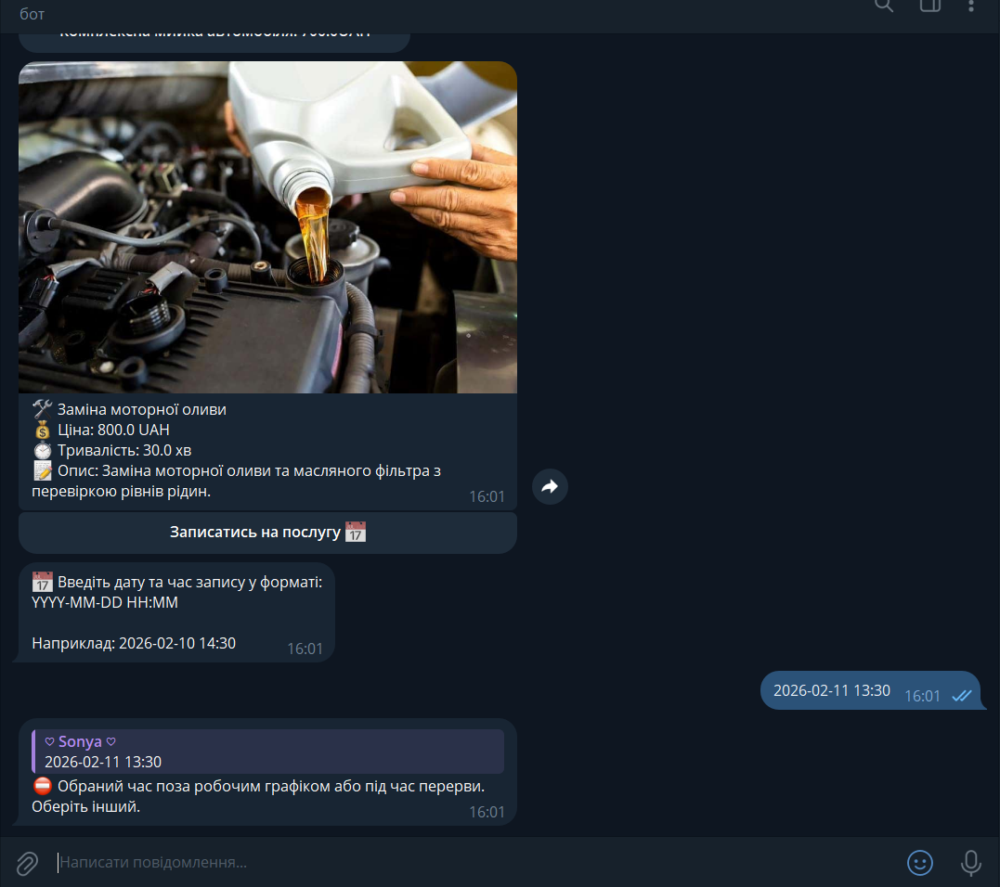 бот
Комплексна мийка автомобіля: 700.0UAH
🛠 Заміна моторної оливи
💰 Ціна: 800.0 UAH
⏱ Тривалість: 30.0 хв
📝 Опис: Заміна моторної оливи та масляного фільтра з
перевіркою рівнів рідин.
16:01
Записатись на послугу 📅
17
📅 Введіть дату та час запису у форматі:
YYYY-MM-DD HH:MM
Наприклад: 2026-02-10 14:30
16:01
2026-02-11 13:30
16:01
♡ Sonya ♡
2026-02-11 13:30
⛔ Обраний час поза робочим графіком або під час перерви.
Оберіть інший.
16:01
Написати повідомлення...